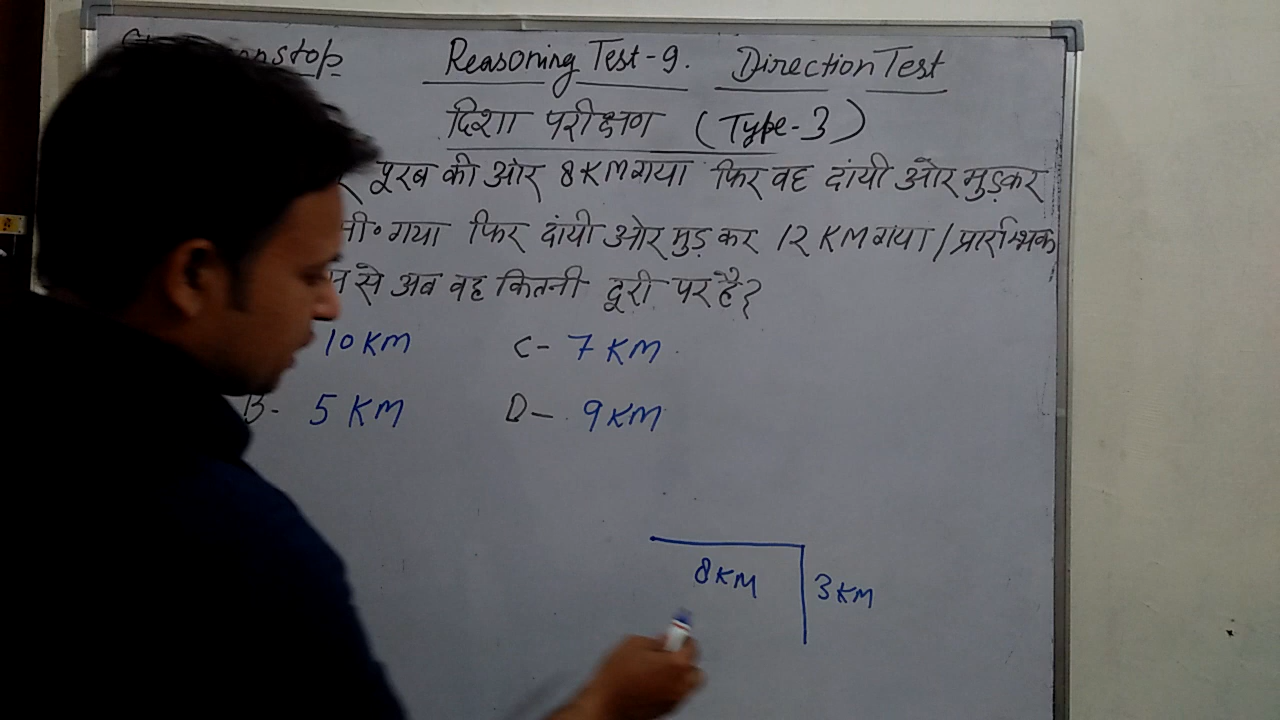 Reasoning Test-9. Direction Test
दिशा परीक्षण (Type-3)
पूरब की ओर 8 KM गया फिर वह दांयी ओर मुड़कर
मी॰ गया फिर दांयी ओर मुड़ कर 12 KM गया / प्रारम्भिक
से अब वह कितनी दूरी पर है?
10 KM C- 7 KM
B- 5 KM D- 9 KM
8 KM 3 KM